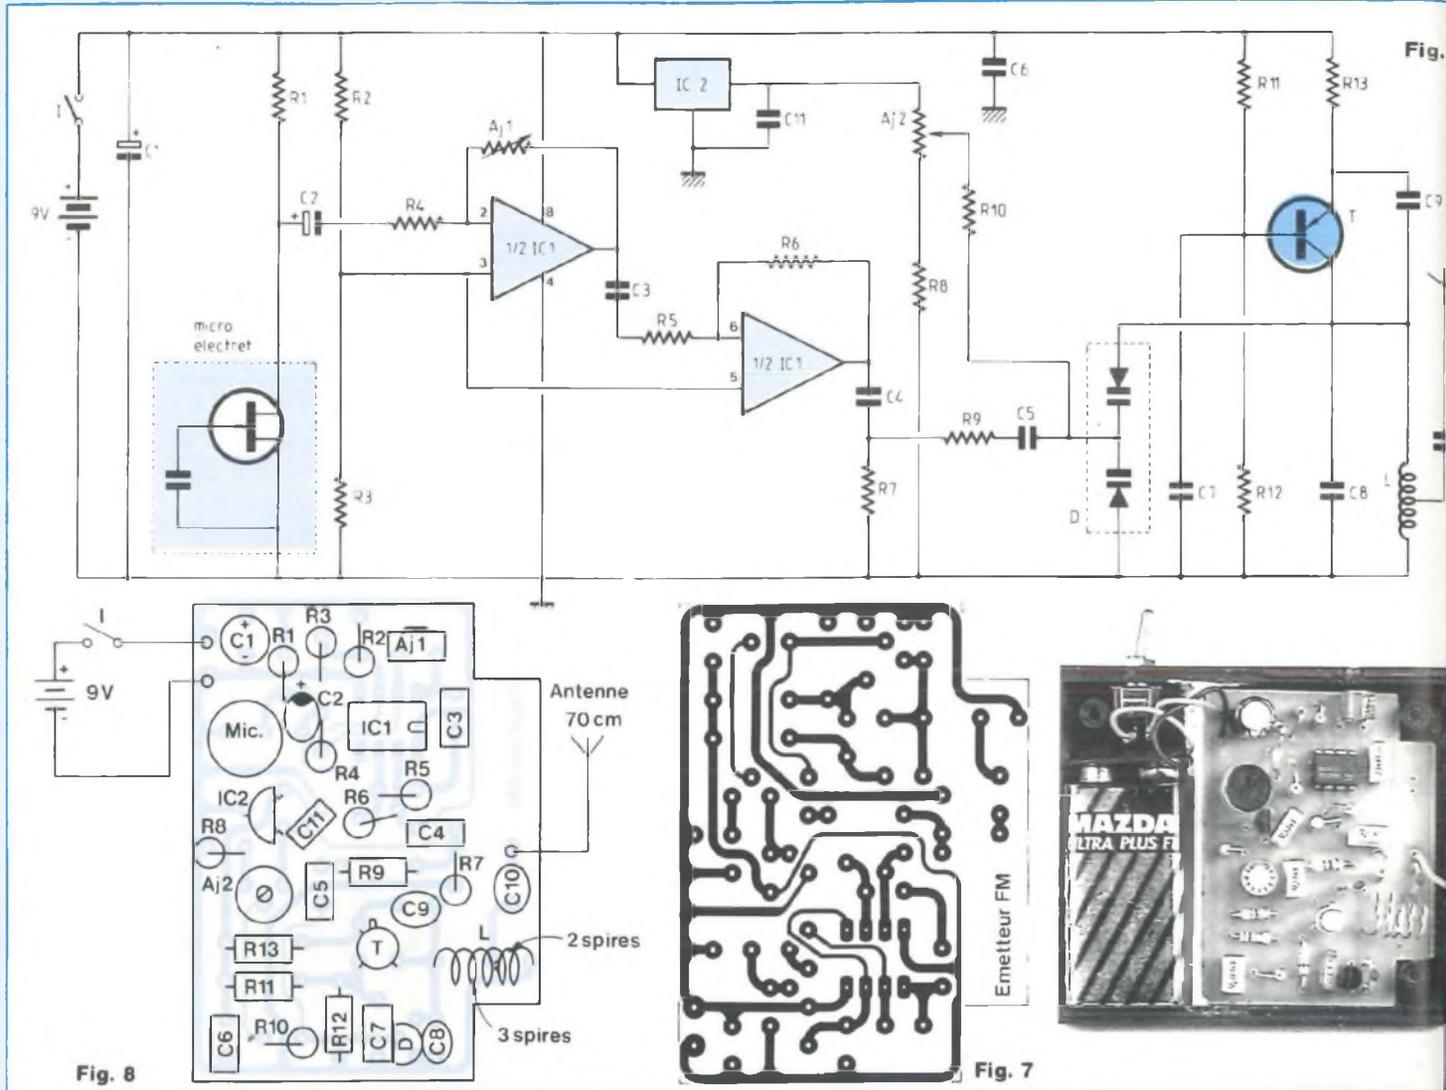 Fig.
IC 2
C6
R11
R13
I
R1
R2
C11
Aj2
Aj1
+
C1
+
9V
-
C2
+
R4
2
8
R10
T
C9
1/2 IC1
R6
3
4
C3
R8
micro
electret
R5
6
1/2 IC1
5
C4
R9
C5
R3
R7
D
C7
R12
C8
L
I
+
9V
-
+
C1
-
R1
R3
R2
Aj1
+
C2
Mic.
IC1
C3
R4
R5
IC2
C11
R6
C4
R8
Aj2
C5
R9
R7
C9
C10
R13
T
L
R11
R10
R12
C6
C7
D
C8
Antenne
70 cm
2 spires
3 spires
Fig. 8
Emetteur FM
Fig. 7
MAZDA